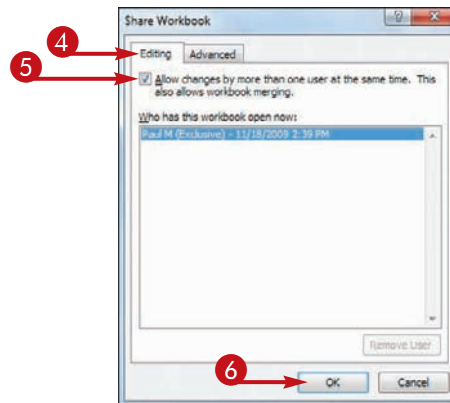 Share Workbook
4
Editing
Advanced
5
Allow changes by more than one user at the same time. This
also allows workbook merging.
Who has this workbook open now:
Paul M (Exclusive) - 11/18/2009 2:39 PM
Remove User
6
OK
Cancel